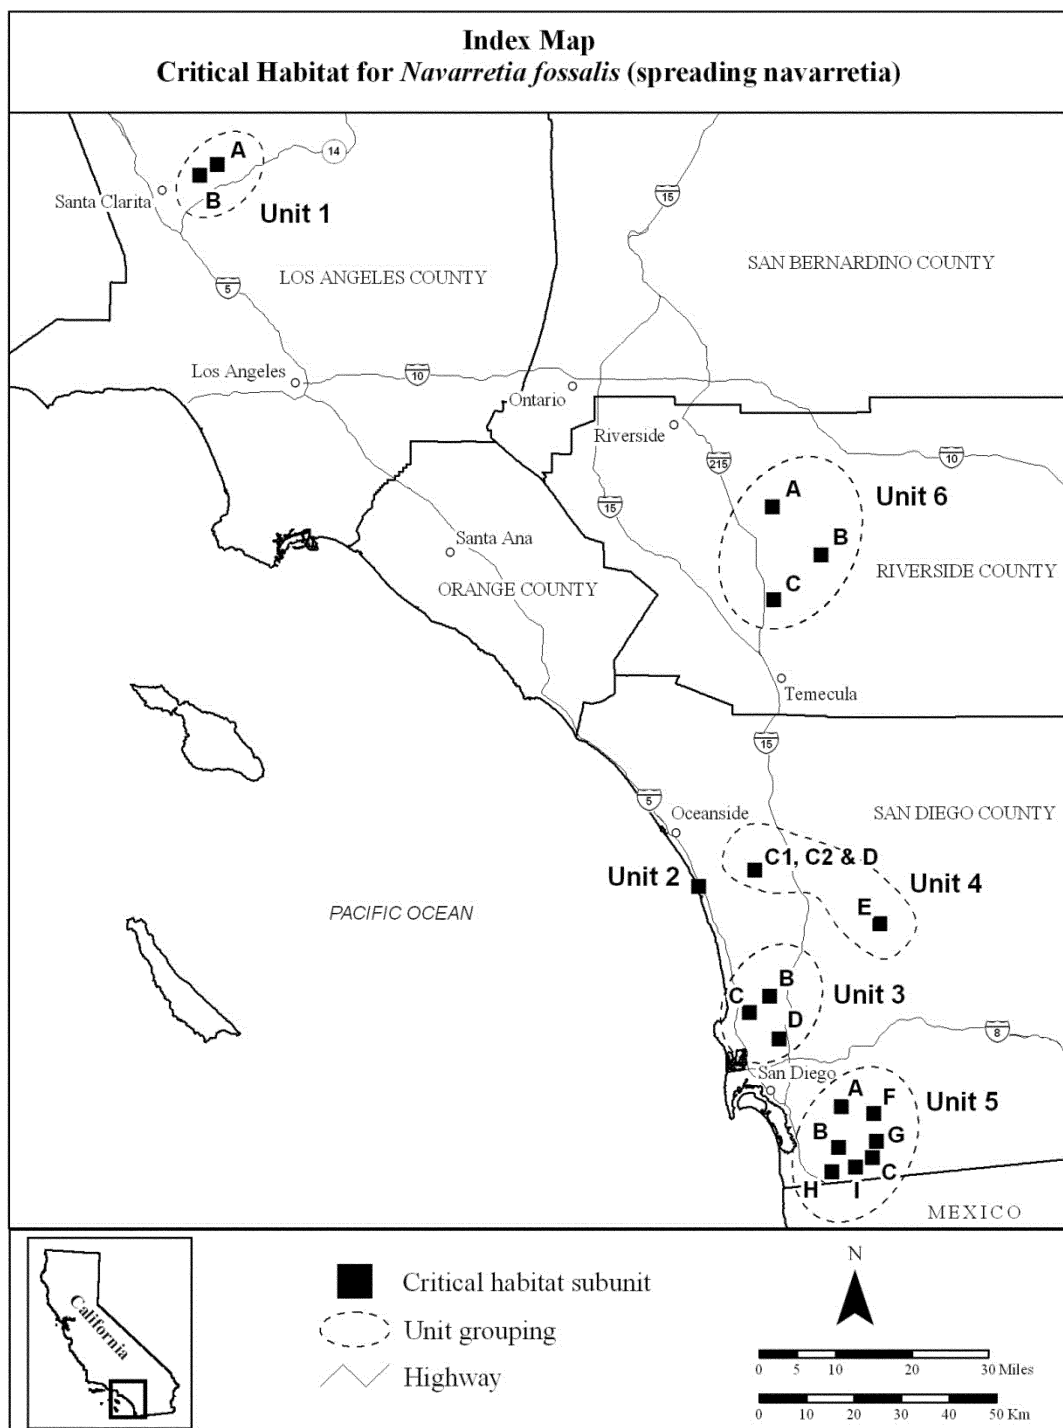 Index Map
Critical Habitat for Navarretia fossalis (spreading navarretia)
A
14
Santa Clarita
B
Unit 1
15
SAN BERNARDINO COUNTY
LOS ANGELES COUNTY
5
Los Angeles
10
Ontario
Riverside
10
215
A
Unit 6
15
B
Santa Ana
RIVERSIDE COUNTY
C
ORANGE COUNTY
Temecula
15
5
Oceanside
SAN DIEGO COUNTY
C1, C2 & D
Unit 2
Unit 4
E
PACIFIC OCEAN
B
C
Unit 3
D
8
San Diego
A
F
Unit 5
B
G
C
H
I
MEXICO
California
Critical habitat subunit
Unit grouping
Highway
N
0 5 10 20 30 Miles
0 10 20 30 40 50 Km